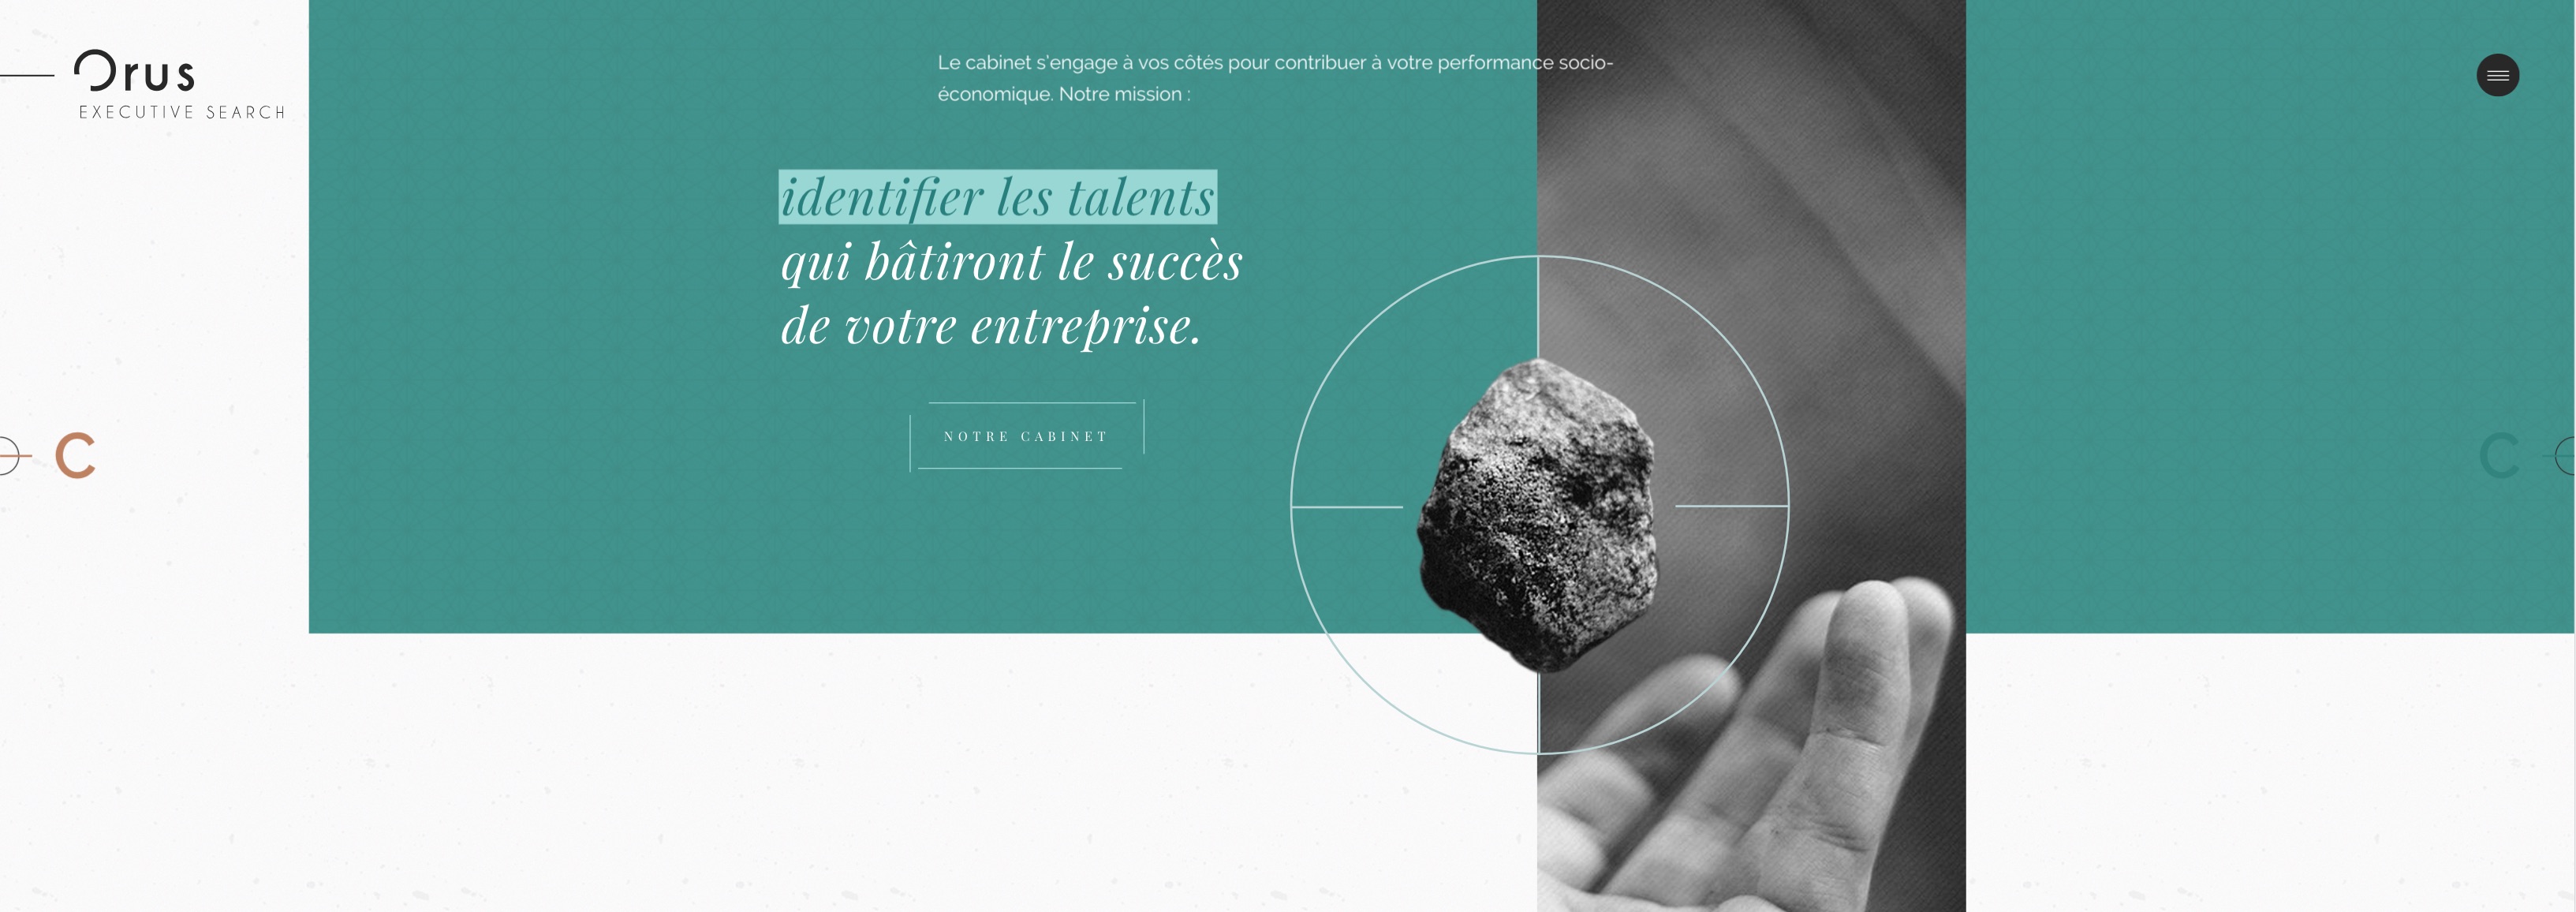 Orus
EXECUTIVE SEARCH
Le cabinet s'engage à vos côtés pour contribuer à votre performance socio-
économique. Notre mission :
identifier les talents
qui bâtiront le succès
de votre entreprise.
NOTRE CABINET
C
C